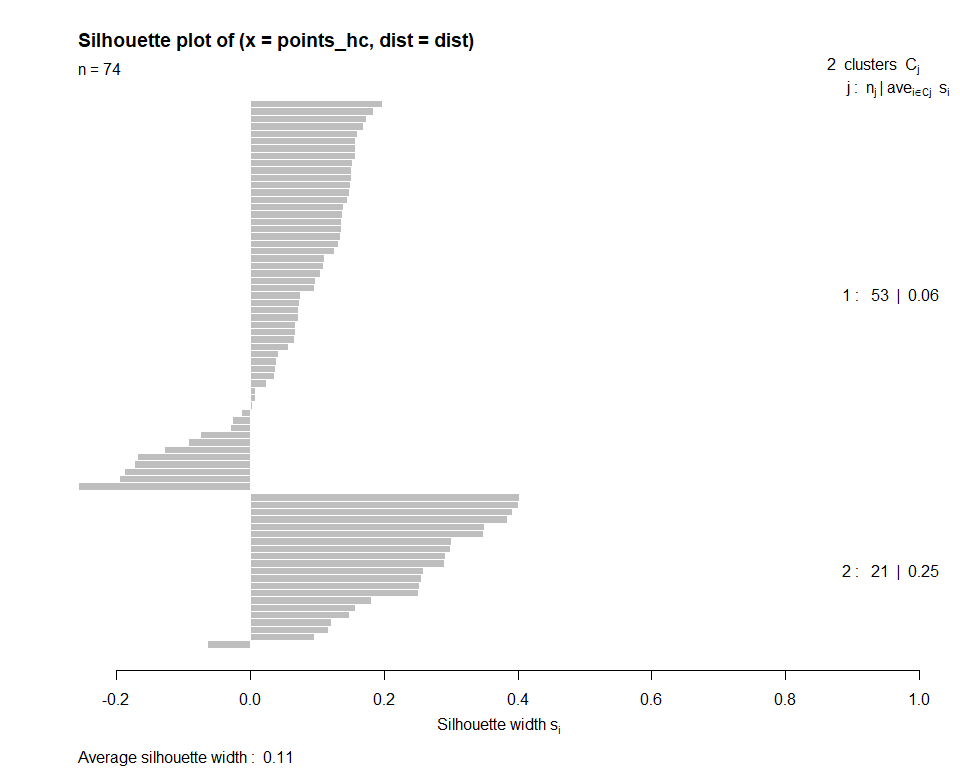 Silhouette plot of (x = points_hc, dist = dist)
n = 74
2 clusters Cj
j : nj | avei∈Cj si
1 : 53 | 0.06
2 : 21 | 0.25
-0.2 0.0 0.2 0.4 0.6 0.8 1.0
Silhouette width si
Average silhouette width : 0.11